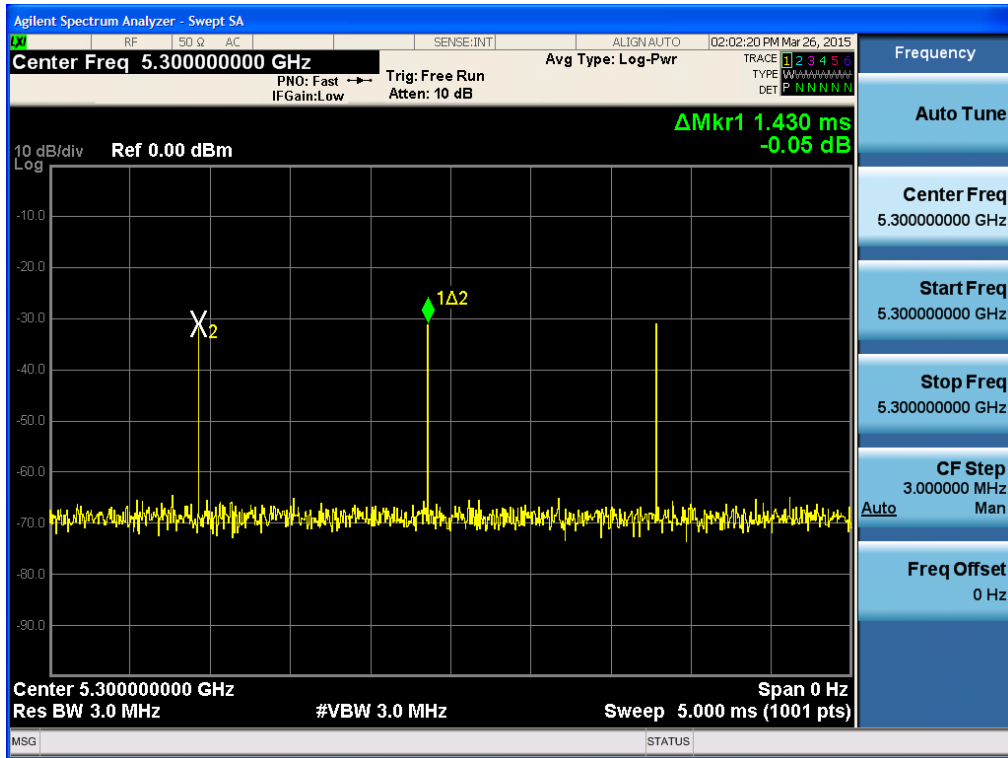 Agilent Spectrum Analyzer - Swept SA
LXI RF 50 Ω AC SENSE:INT ALIGN AUTO 02:02:20 PM Mar 26, 2015
Center Freq 5.300000000 GHz
PNO: Fast
IFGain:Low
Trig: Free Run
Atten: 10 dB
Avg Type: Log-Pwr
TRACE 1 2 3 4 5 6
TYPE
DET P N N N N N
ΔMkr1 1.430 ms
-0.05 dB
10 dB/div Ref 0.00 dBm
Log
-10.0
-20.0
-30.0
-40.0
-50.0
-60.0
-70.0
-80.0
-90.0
X2
1Δ2
Center 5.300000000 GHz Span 0 Hz
Res BW 3.0 MHz #VBW 3.0 MHz Sweep 5.000 ms (1001 pts)
MSG STATUS
Frequency
Auto Tune
Center Freq
5.300000000 GHz
Start Freq
5.300000000 GHz
Stop Freq
5.300000000 GHz
CF Step
3.000000 MHz
Auto Man
Freq Offset
0 Hz